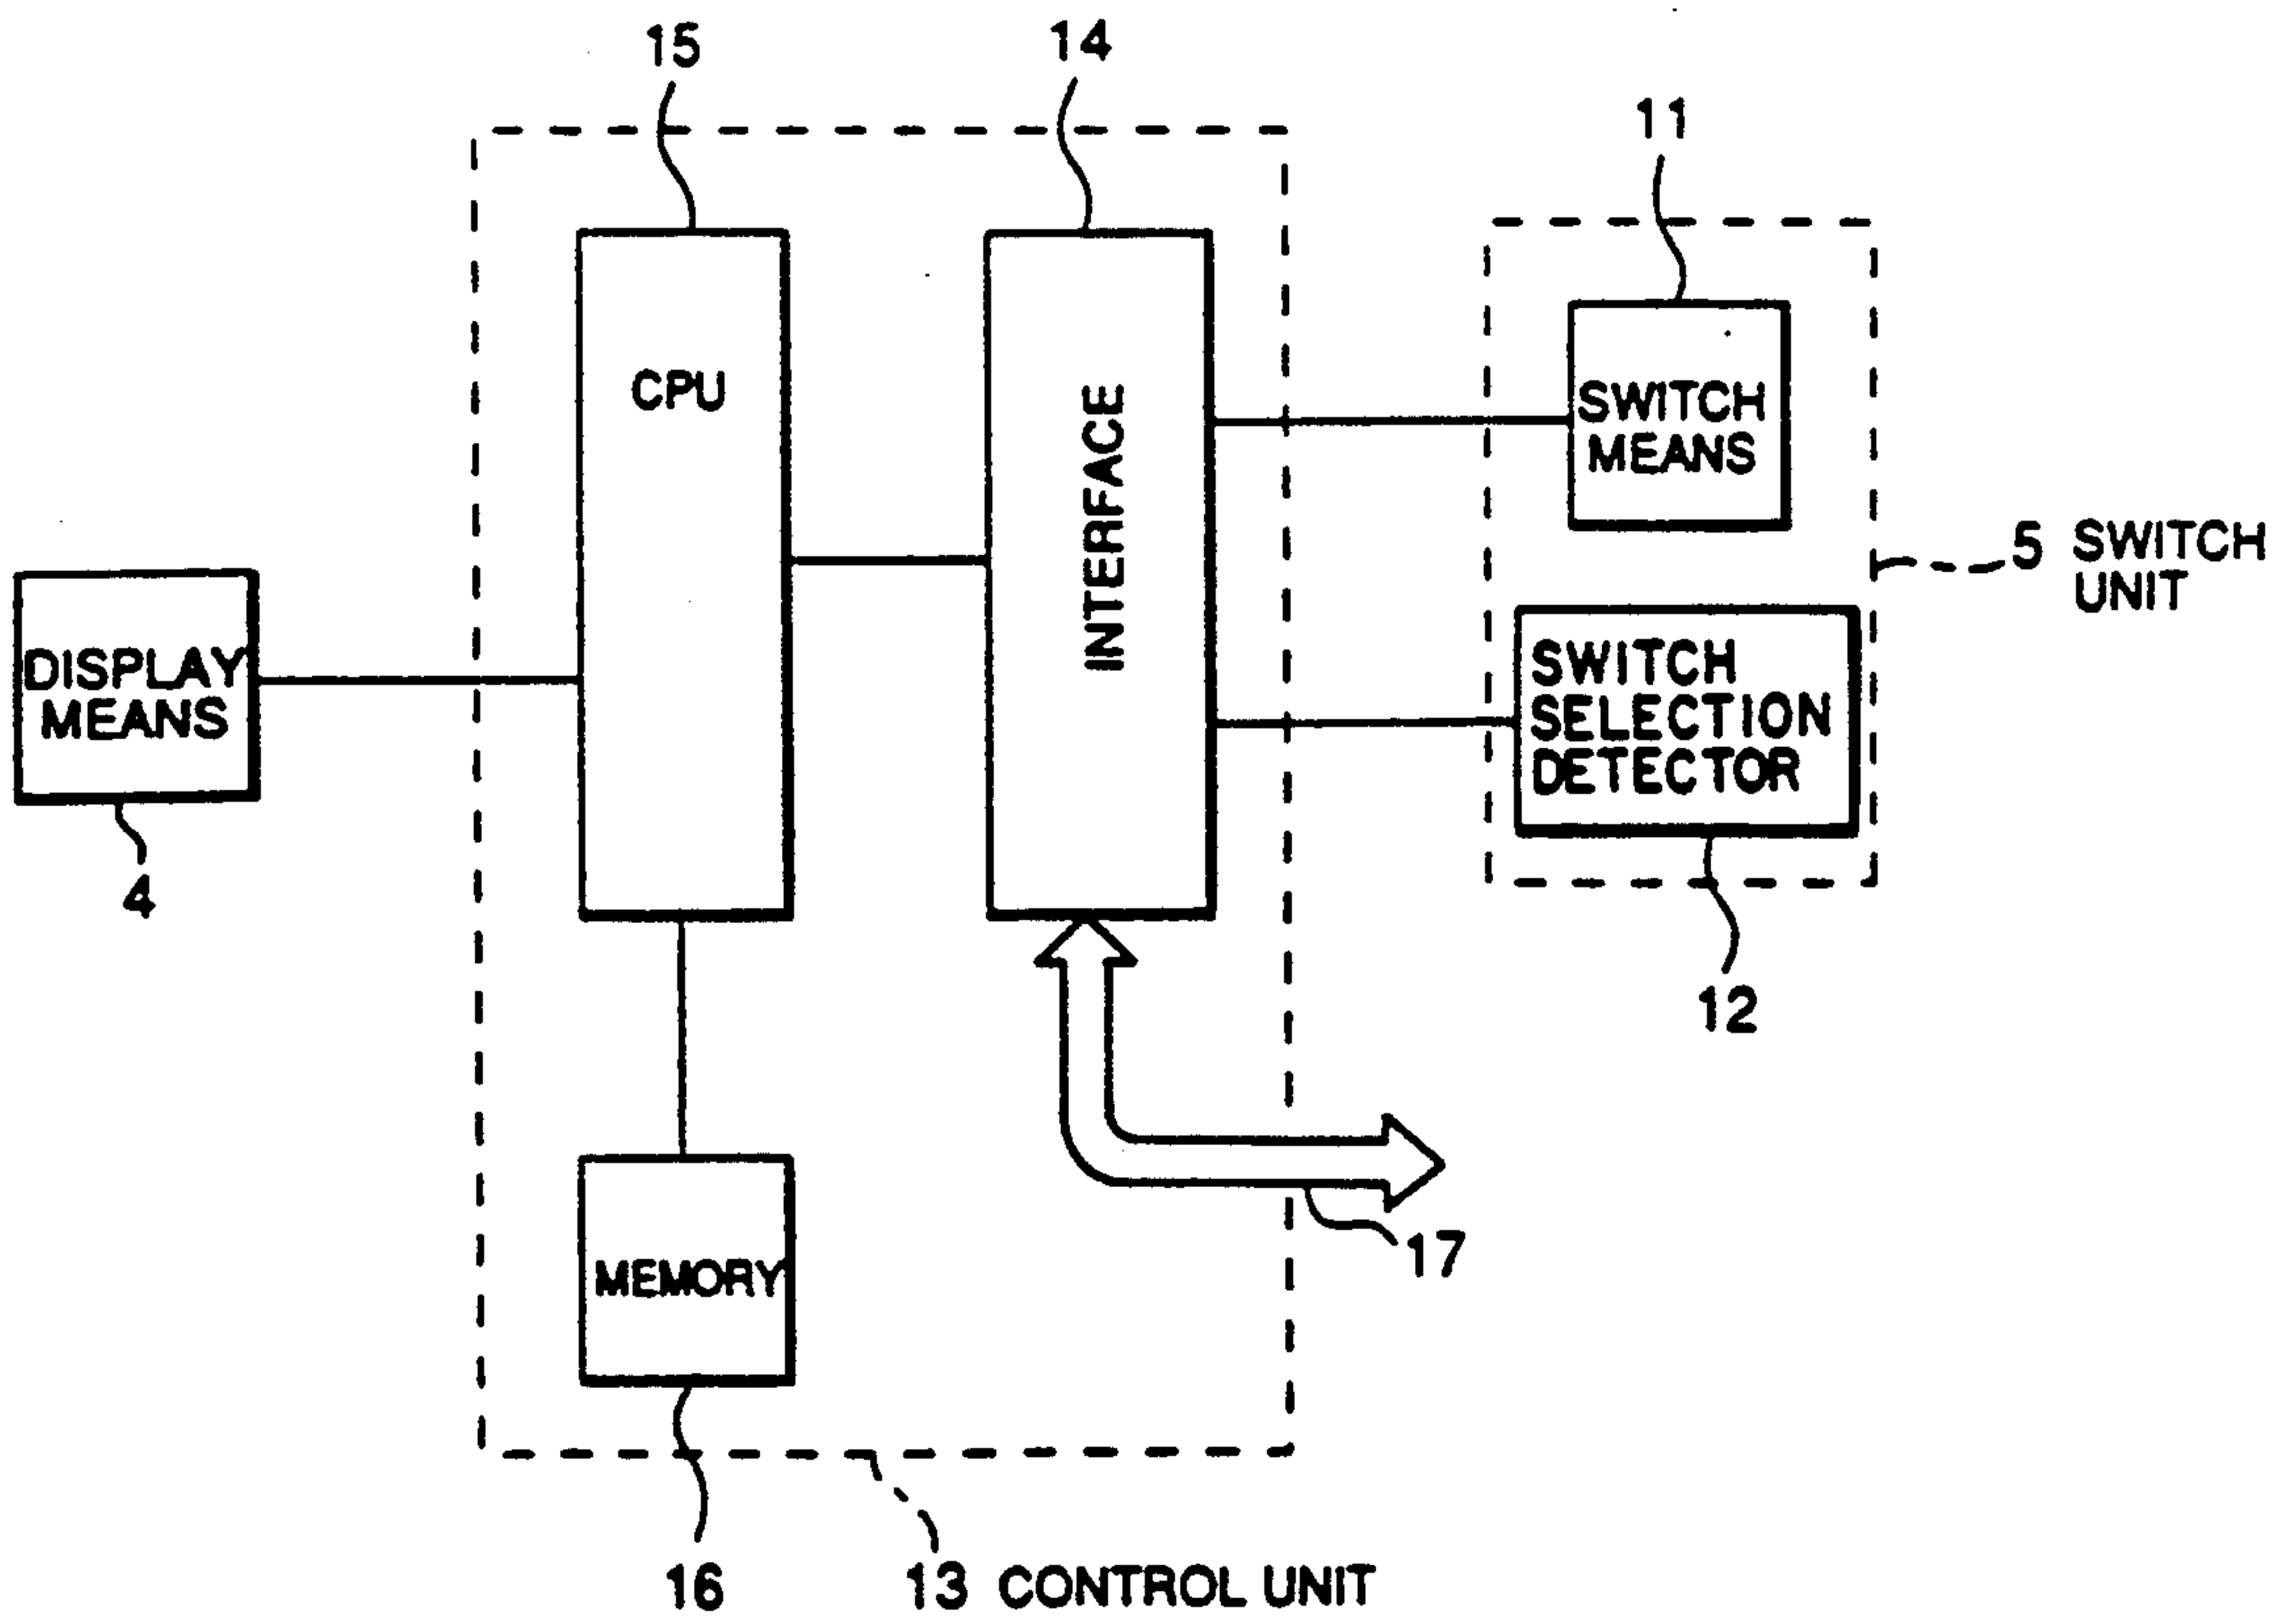 15
14
11
CPU
INTERFACE
SWITCH
MEANS
5 SWITCH
UNIT
DISPLAY
MEANS
SWITCH
SELECTION
DETECTOR
4
12
17
MEMORY
16
13 CONTROL UNIT